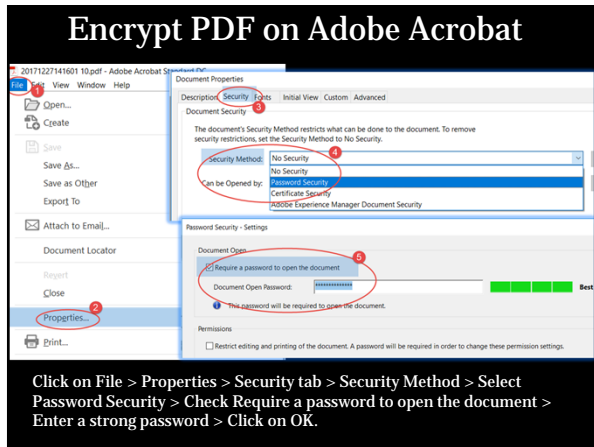 Encrypt PDF on Adobe Acrobat
20171227141601 10.pdf - Adobe Acrobat Standard DC
File Edit View Window Help
1
Open...
Create
Save
Save As...
Save as Other
Export To
Attach to Email...
Document Locator
Revert
Close
2
Properties...
Print...
Document Properties
Description Security Fonts Initial View Custom Advanced
3
Document Security
The document's Security Method restricts what can be done to the document. To remove
security restrictions, set the Security Method to No Security.
4
Security Method: No Security
No Security
Can be Opened by: Password Security
Certificate Security
Adobe Experience Manager Document Security
Password Security - Settings
Document Open
5
Require a password to open the document
Document Open Password: **************
Best
This password will be required to open the document.
Permissions
Restrict editing and printing of the document. A password will be required in order to change these permission settings.
Click on File > Properties > Security tab > Security Method > Select
Password Security > Check Require a password to open the document >
Enter a strong password > Click on OK.